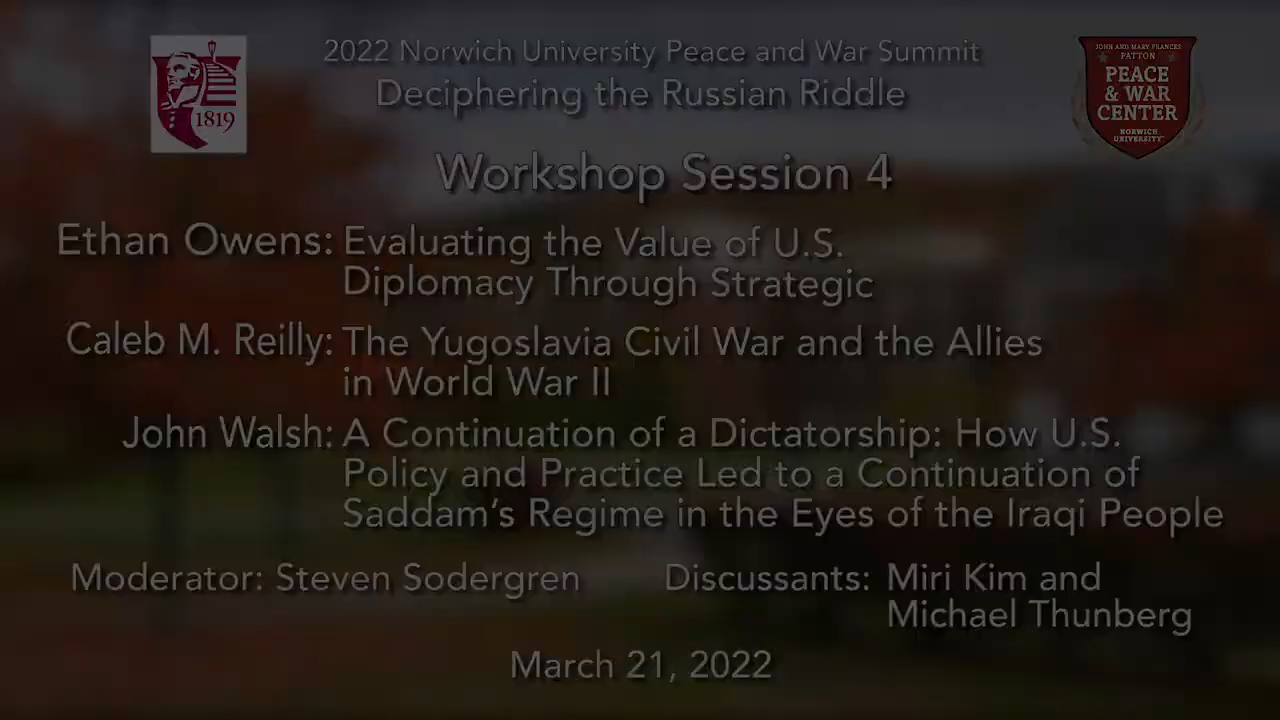 2022 Norwich University Peace and War Summit
Deciphering the Russian Riddle
1819
JOHN AND MARY FRANCES
PATTON
PEACE
& WAR
CENTER
NORWICH
UNIVERSITY
Workshop Session 4
Ethan Owens: Evaluating the Value of U.S.
Diplomacy Through Strategic
Caleb M. Reilly: The Yugoslavia Civil War and the Allies
in World War II
John Walsh: A Continuation of a Dictatorship: How U.S.
Policy and Practice Led to a Continuation of
Saddam's Regime in the Eyes of the Iraqi People
Moderator: Steven Sodergren
Discussants: Miri Kim and
Michael Thunberg
March 21, 2022